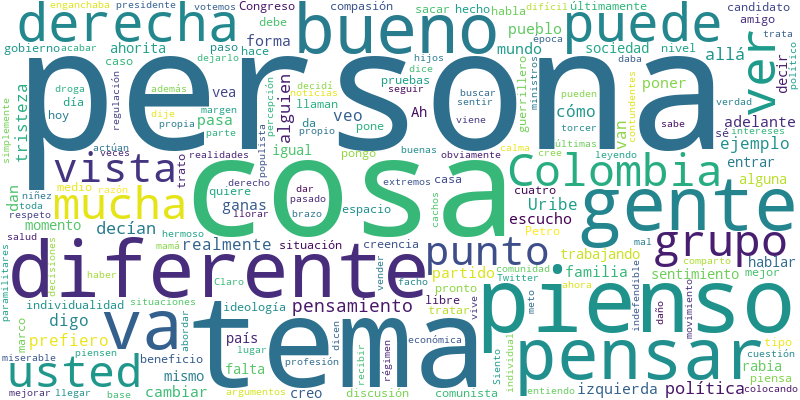 enganchaba presidente votemos Congreso compasión sacar hecho difícil últimamente candidato
derecha bueno puede ver
gobierno acabar ahorita paso debe habla pueblo amigo
caso dejarlo forma hace hijos mundo sociedad nivel época trata
persona
droga además decidí noticias dice pruebas seguir allá decir político
tristeza día regulación vea llaman alguien buscar sentir guerrillero ministros daba poner
hoy dije margen percepción Ah pueden cómo verdad contundentes
simplemente propia parte da propio pone viene van sabe adelante
actúan pasa veo calma torcer sé intereses
veces igual pongo buenas cree últimas leyendo ejemplo
vista cosa Colombia entrar
realidades populista derecho obviamente
dan niñez medio razón trato quiere dar pasado extremos casa cuatro alguna
toda mucha ganas llorar brazo espacio cachos Uribe gente
respeto momento decían escucho Petro
salud hermoso realmente situación creencia punto mal grupo
paramilitares decisiones mamá diferente trabajando hablar
haber Claro vender partido comunidad Twitter familia sentimiento mejor
individualidad situaciones facho pronto ahora comparto
ideología pensamiento libre vive meto indefendible daño movimiento tipo
marco digo va tema tratar pienso rabia cuestión
piensen abordar país lugar dicen económica Siento individual piensa
miserable prefiero beneficio profesión recibir régimen
usted mismo falta discusión comunista entiendo pensar izquierda política
mejorar llegar base cambiar argumentos creo colocando